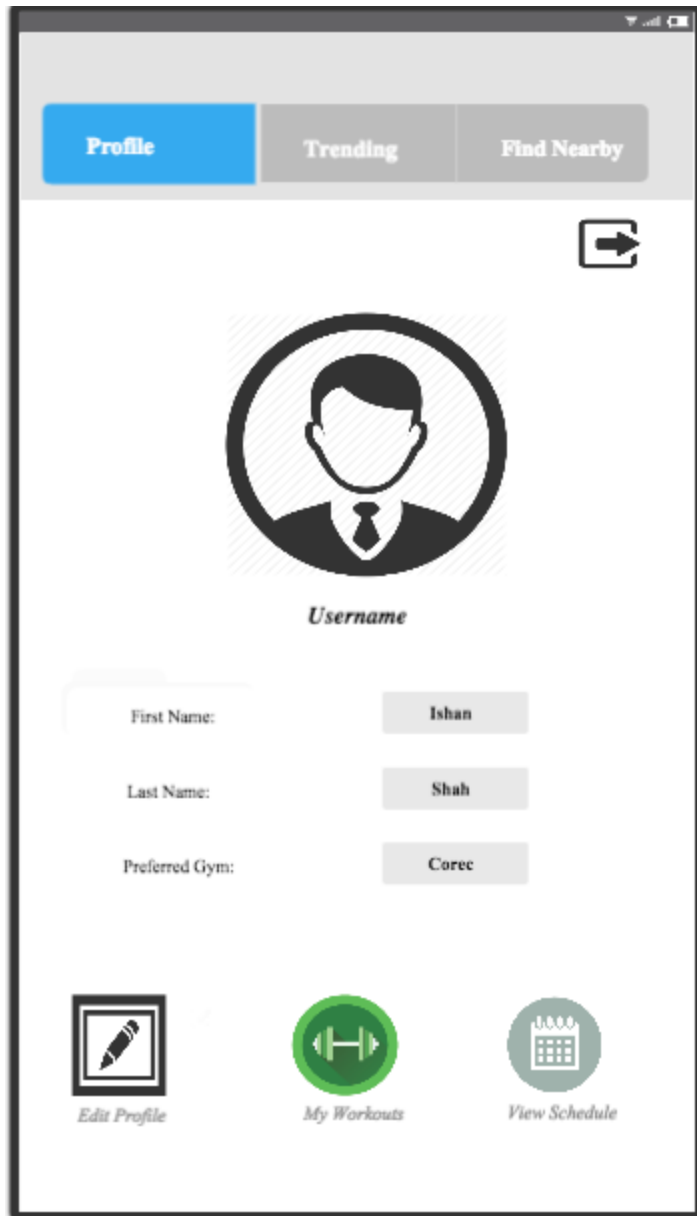 Profile
Trending
Find Nearby
Username
First Name: Ishan
Last Name: Shah
Preferred Gym: Corec
Edit Profile
My Workouts
View Schedule